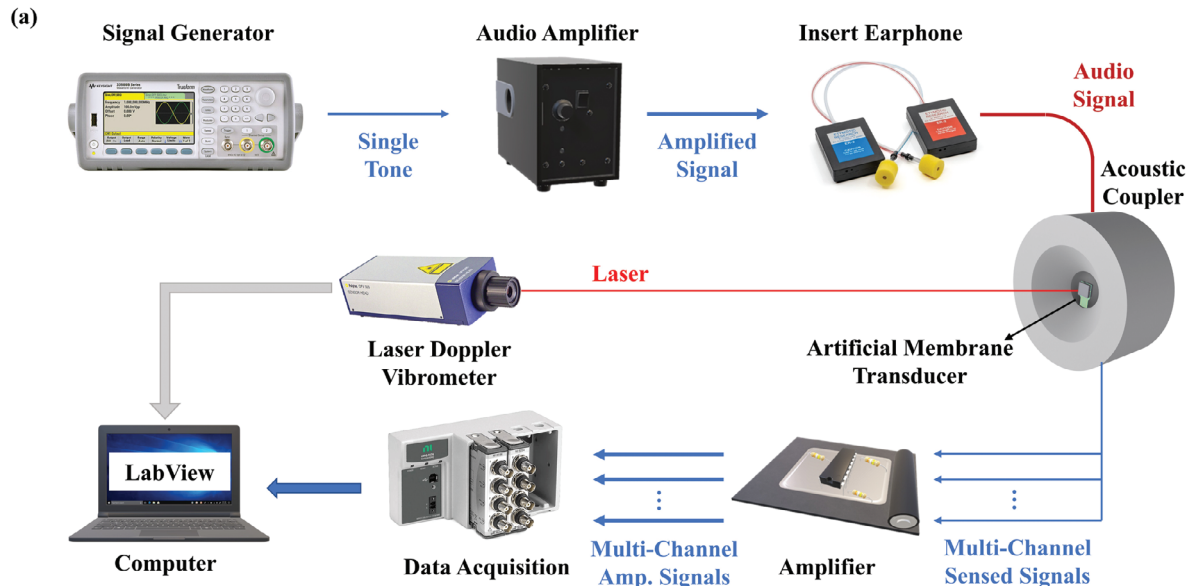 (a)
Signal Generator
Audio Amplifier
Insert Earphone
Single
Tone
Amplified
Signal
Audio
Signal
Acoustic
Coupler
Laser
Laser Doppler
Vibrometer
Artificial Membrane
Transducer
LabView
Computer
Data Acquisition
Multi-Channel
Amp. Signals
Amplifier
Multi-Channel
Sensed Signals